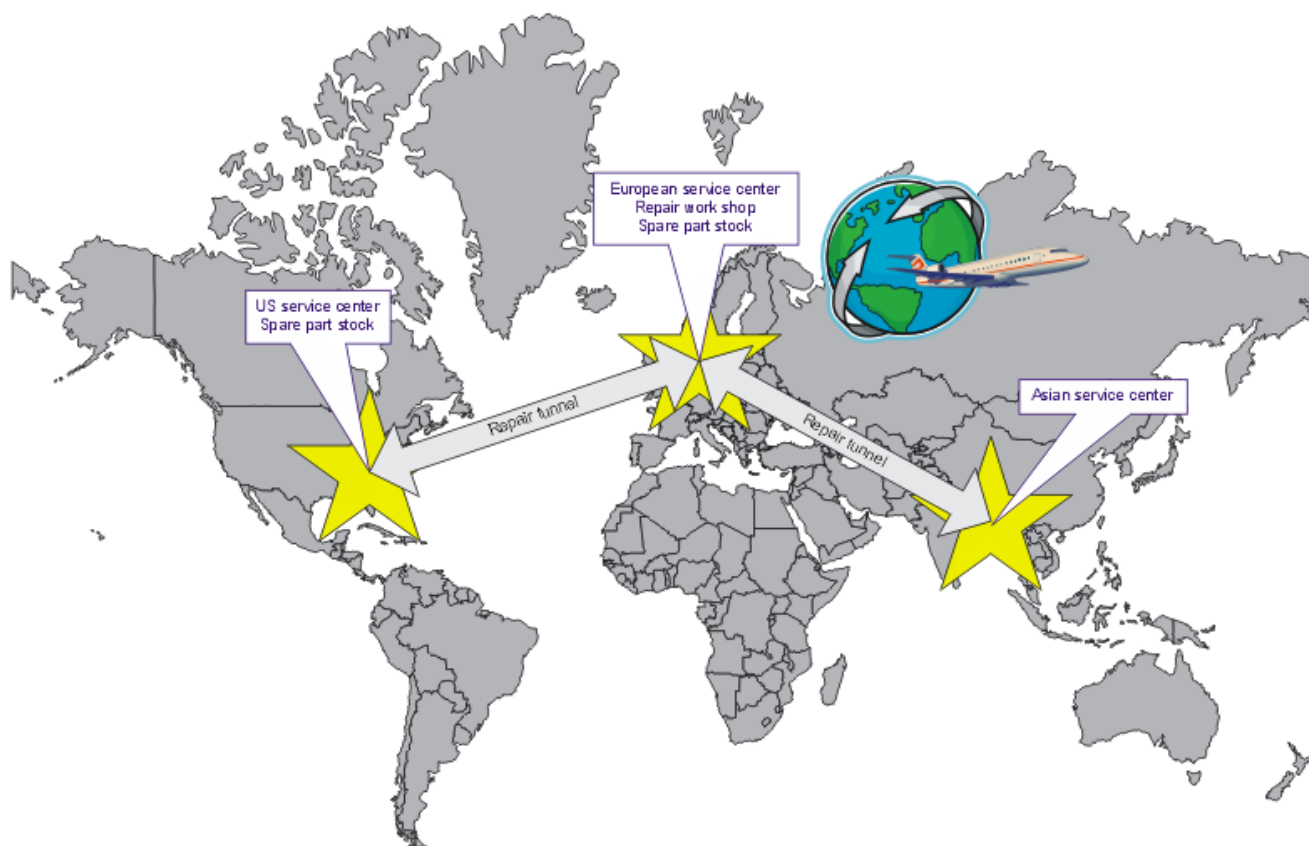 European service center
Repair work shop
Spare part stock
US service center
Spare part stock
Asian service center
Repair tunnel
Repair tunnel